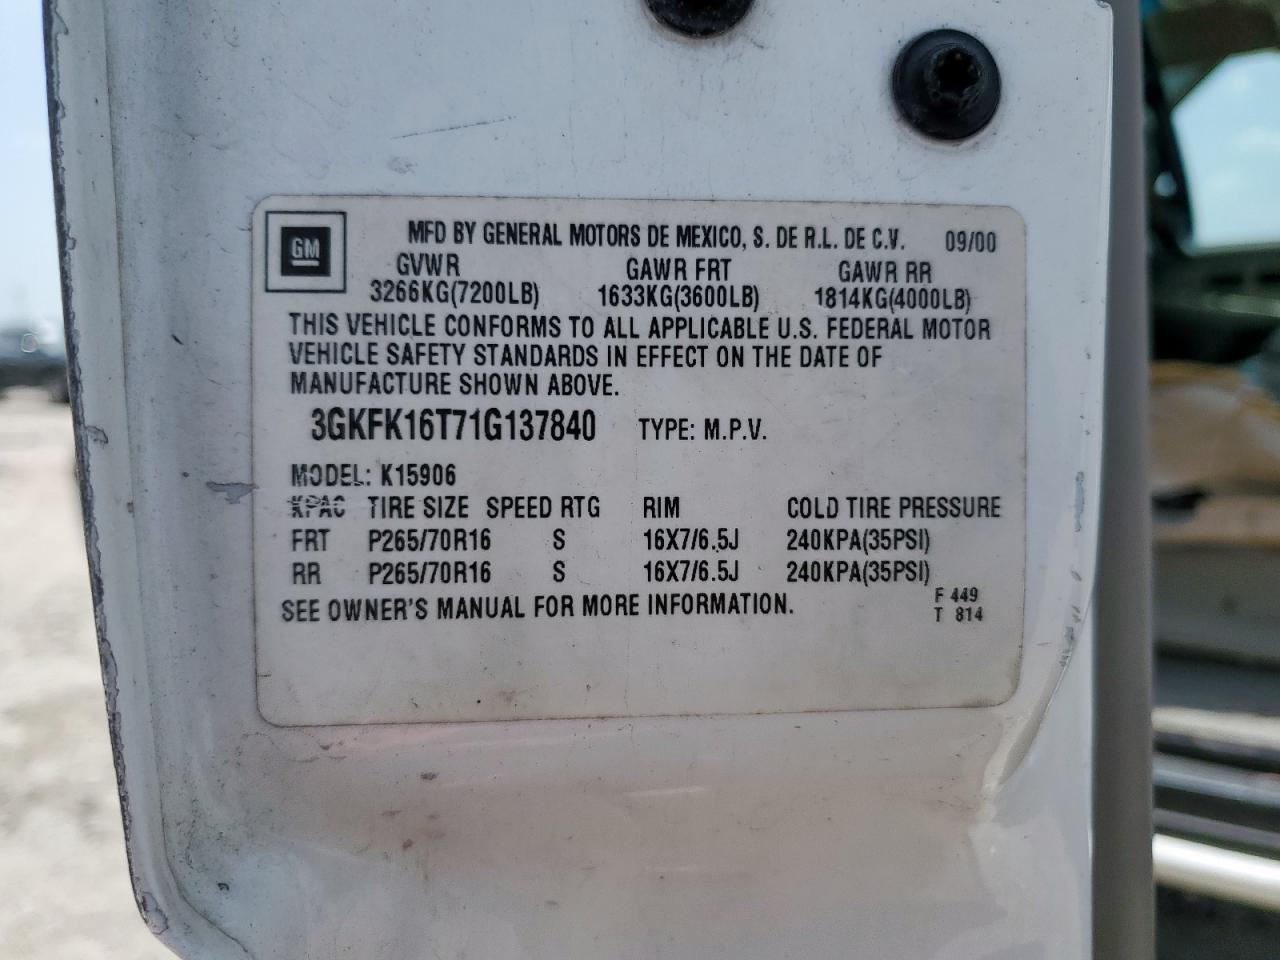 GM
MFD BY GENERAL MOTORS DE MEXICO, S. DE R.L. DE C.V. 09/00
GVWR GAWR FRT GAWR RR
3266KG(7200LB) 1633KG(3600LB) 1814KG(4000LB)
THIS VEHICLE CONFORMS TO ALL APPLICABLE U.S. FEDERAL MOTOR
VEHICLE SAFETY STANDARDS IN EFFECT ON THE DATE OF
MANUFACTURE SHOWN ABOVE.
3GKFK16T71G137840 TYPE: M.P.V.
MODEL: K15906
KPAC TIRE SIZE SPEED RTG RIM COLD TIRE PRESSURE
FRT P265/70R16 S 16X7/6.5J 240KPA(35PSI)
RR P265/70R16 S 16X7/6.5J 240KPA(35PSI)
SEE OWNER'S MANUAL FOR MORE INFORMATION. F 449
T 814